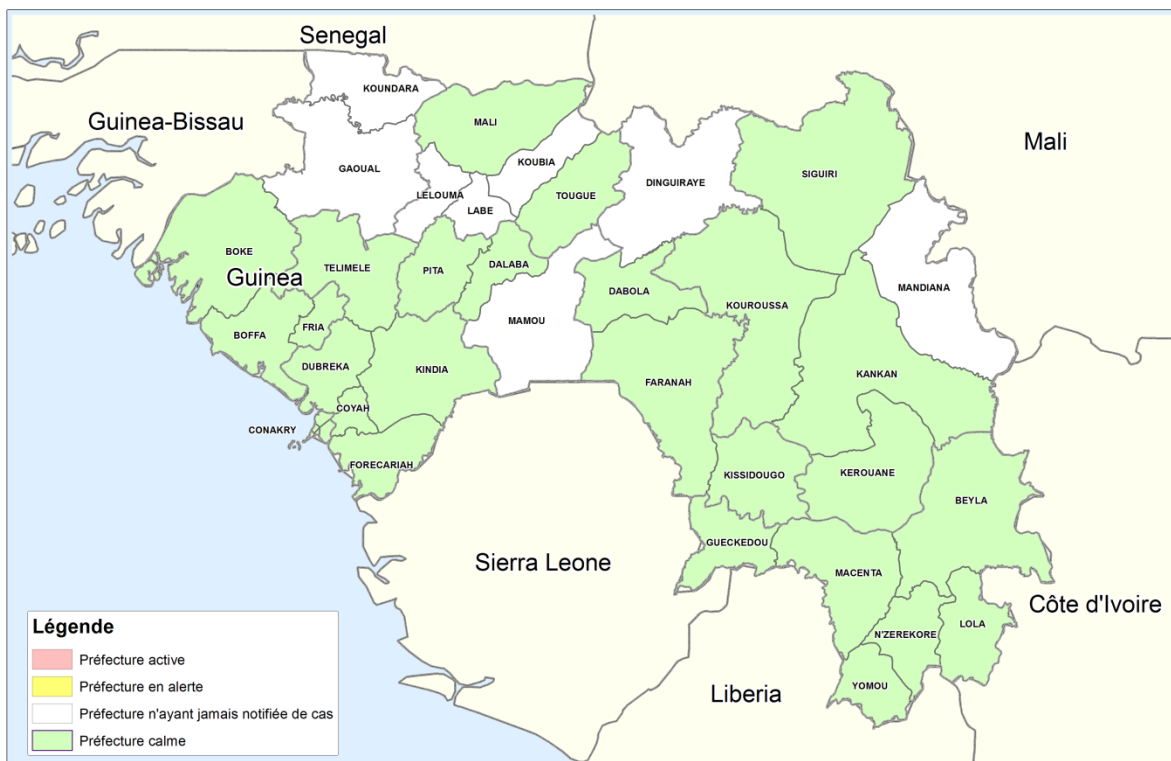 Senegal
KOUNDARA
Guinea-Bissau
MALI
Mali
KOUBIA
GAOUAL
SIGUIRI
DINGUIRAYE
LELOUMA
TOUGUE
LABE
BOKE
DALABA
TELIMELE
PITA
Guinea
MANDIANA
DABOLA
KOUROUSSA
MAMOU
FRIA
BOFFA
DUBREKA
KINDIA
KANKAN
FARANAH
COYAH
CONAKRY
FORECARIAH
KEROUANE
KISSIDOUGO
BEYLA
GUECKEDOU
Sierra Leone
MACENTA
Côte d'Ivoire
LOLA
N'ZEREKORE
YOMOU
Liberia
Légende
Préfecture active
Préfecture en alerte
Préfecture n'ayant jamais notifiée de cas
Préfecture calme